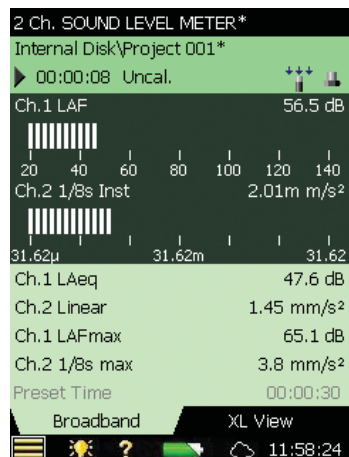 2 Ch. SOUND LEVEL METER*
Internal Disk\Project 001*
00:00:08 Uncal.
Ch.1 LAF 56.5 dB
20 40 60 80 100 120 140
Ch.2 1/8s Inst 2.01m m/s²
31.62µ 31.62m 31.62
Ch.1 LAeq 47.6 dB
Ch.2 Linear 1.45 mm/s²
Ch.1 LAFmax 65.1 dB
Ch.2 1/8s max 3.8 mm/s²
Preset Time 00:00:30
Broadband XL View
? 11:58:24